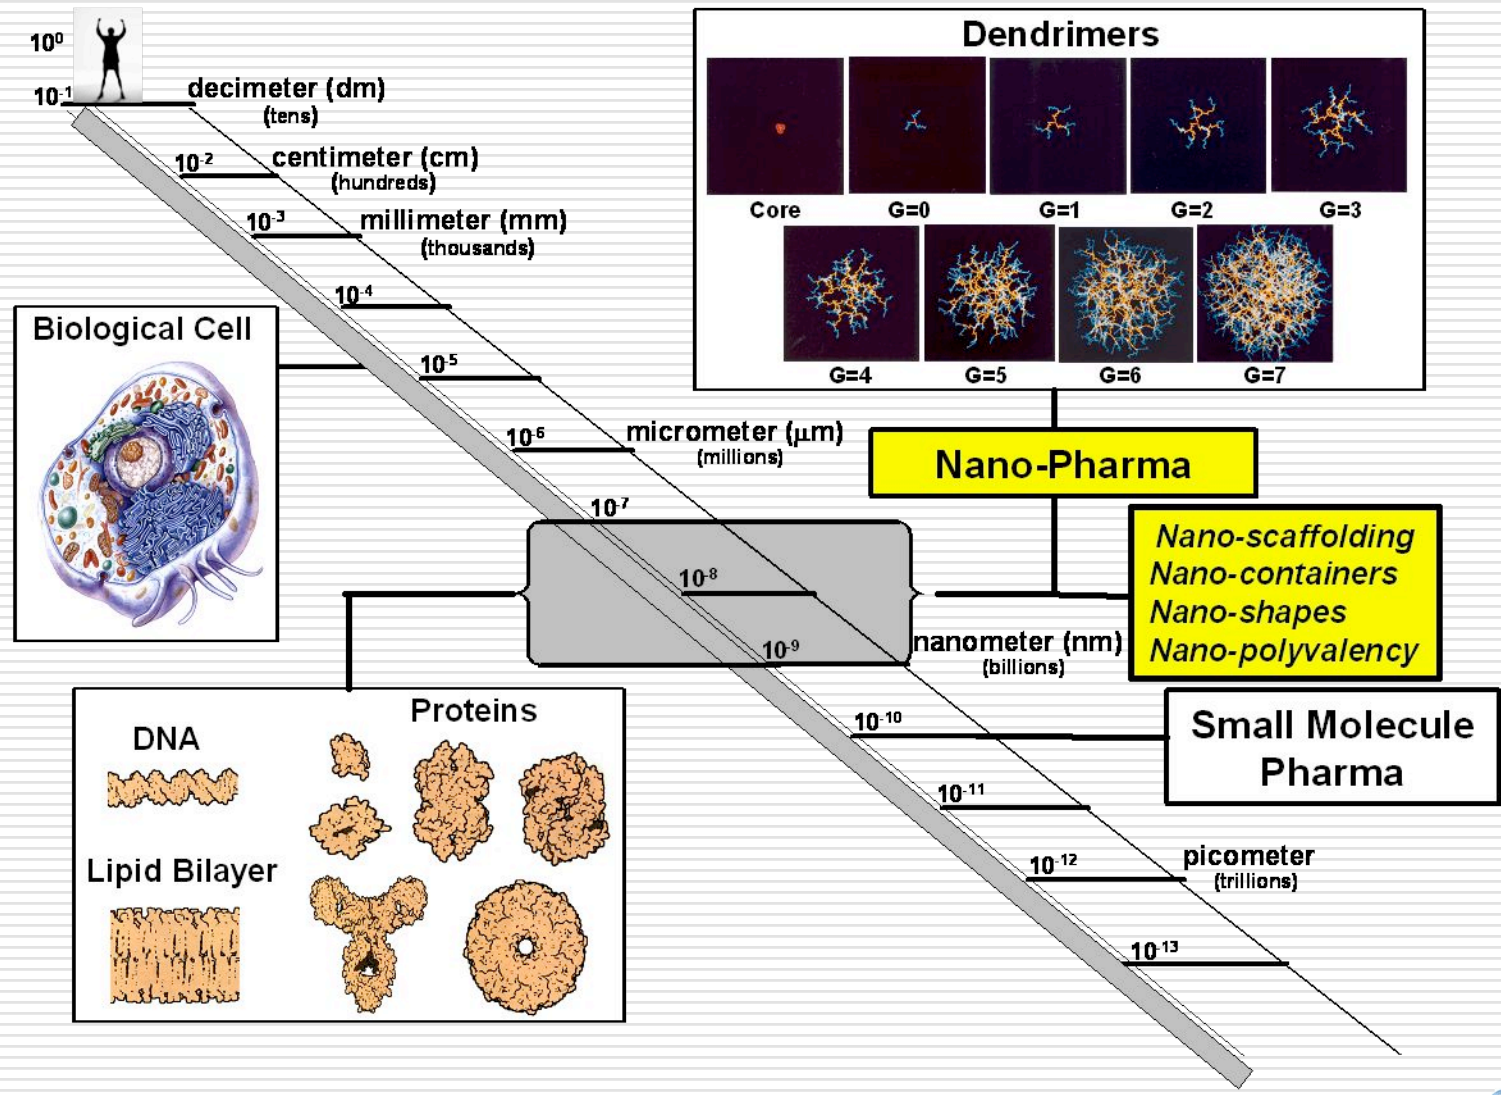 10⁰
10⁻¹
decimeter (dm)
(tens)
10⁻²
centimeter (cm)
(hundreds)
10⁻³
millimeter (mm)
(thousands)
10⁻⁴
10⁻⁵
10⁻⁶
micrometer (μm)
(millions)
10⁻⁷
10⁻⁸
10⁻⁹
nanometer (nm)
(billions)
10⁻¹⁰
10⁻¹¹
10⁻¹²
picometer
(trillions)
10⁻¹³
Biological Cell
Dendrimers
Core G=0 G=1 G=2 G=3
G=4 G=5 G=6 G=7
Nano-Pharma
Nano-scaffolding
Nano-containers
Nano-shapes
Nano-polyvalency
Small Molecule
Pharma
Proteins
DNA
Lipid Bilayer